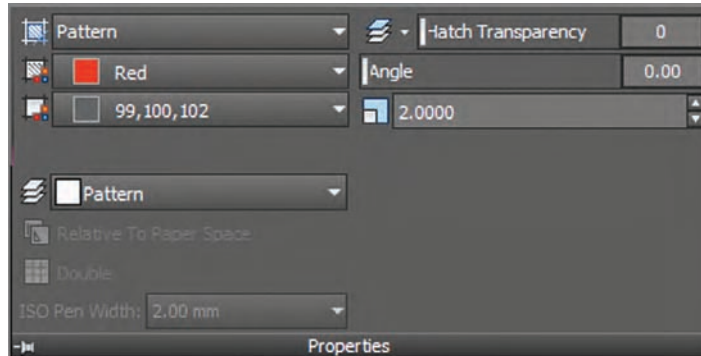 Pattern
Hatch Transparency 0
Red
Angle 0.00
99,100,102
2.0000
Pattern
Relative To Paper Space
Double
ISO Pen Width: 2.00 mm
Properties